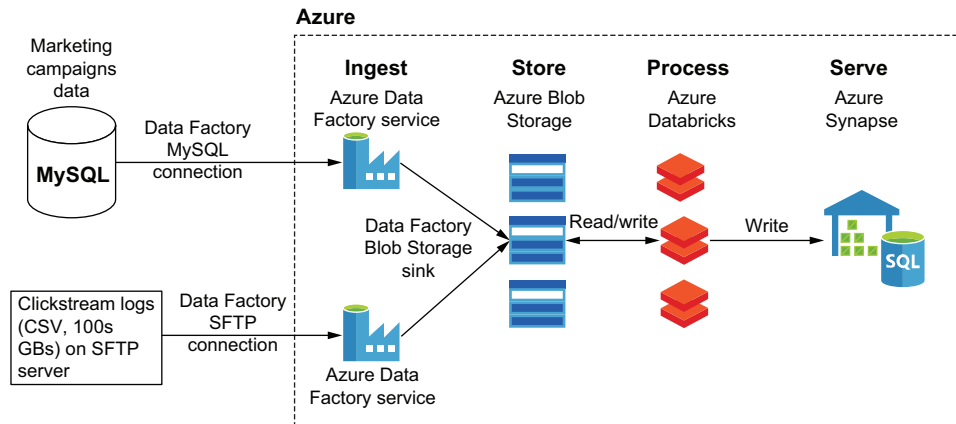 Azure
Marketing
campaigns
data
MySQL
Data Factory
MySQL
connection
Ingest
Azure Data
Factory service
Store
Azure Blob
Storage
Process
Azure
Databricks
Serve
Azure
Synapse
Data Factory
Blob Storage
sink
Read/write
Write
SQL
Clickstream logs
(CSV, 100s
GBs) on SFTP
server
Data Factory
SFTP
connection
Azure Data
Factory service